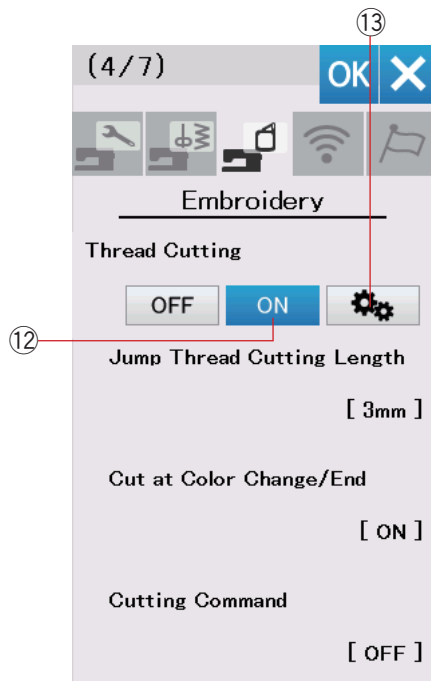 ⑬
(4/7) OK
Embroidery
Thread Cutting
OFF ON
⑫
Jump Thread Cutting Length
[ 3mm ]
Cut at Color Change/End
[ ON ]
Cutting Command
[ OFF ]